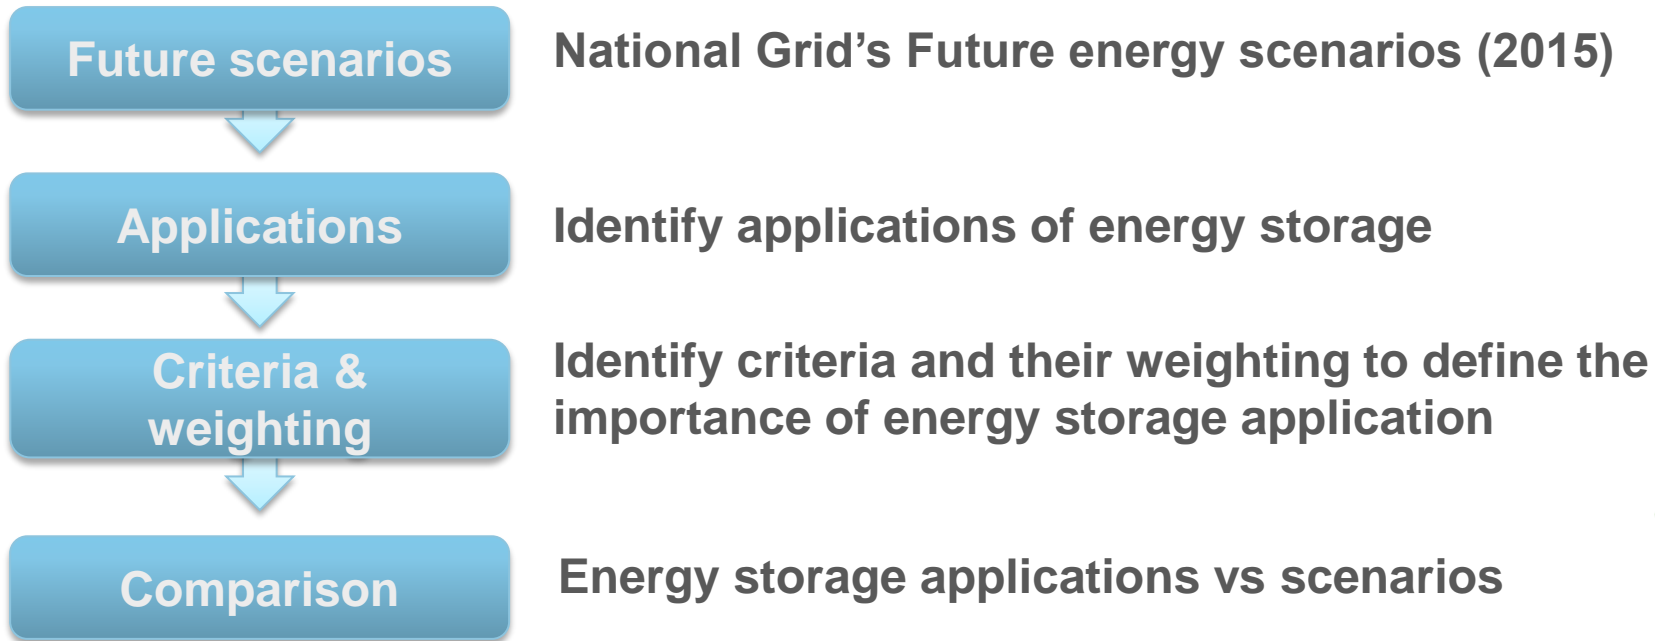 Future scenarios
National Grid’s Future energy scenarios (2015)
Applications
Identify applications of energy storage
Criteria &
weighting
Identify criteria and their weighting to define the
importance of energy storage application
Comparison
Energy storage applications vs scenarios